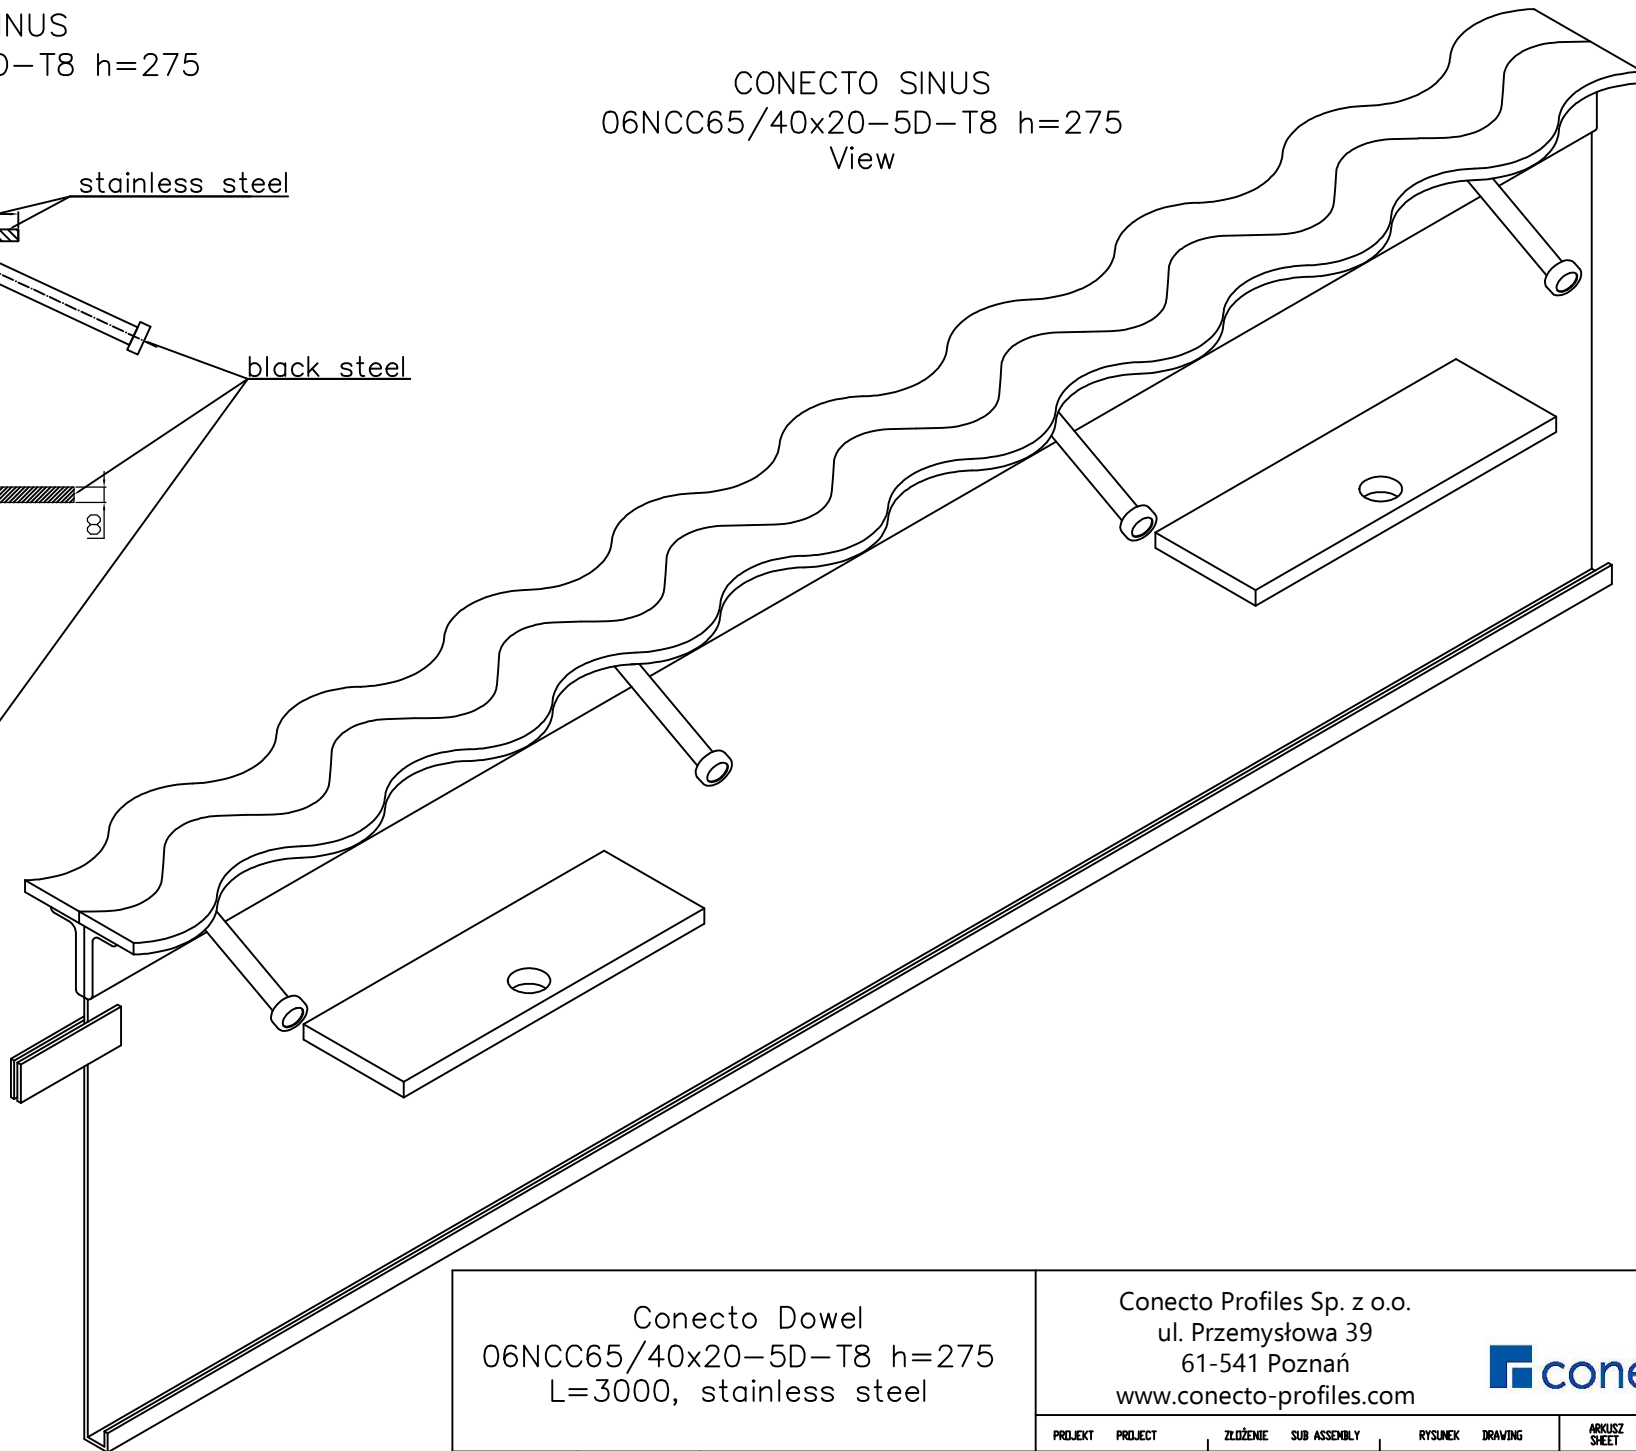 INUS
D-T8 h=275
CONECTO SINUS
06NCC65/40x20-5D-T8 h=275
View
stainless steel
black steel
8
Conecto Dowel
06NCC65/40x20-5D-T8 h=275
L=3000, stainless steel
Conecto Profiles Sp. z o.o.
ul. Przemysłowa 39
61-541 Poznań
www.conecto-profiles.com
cone
PROJEKT PROJECT
ZŁOŻENIE SUB ASSEMBLY
RYSUNEK DRAWING
ARKUSZ
SHEET